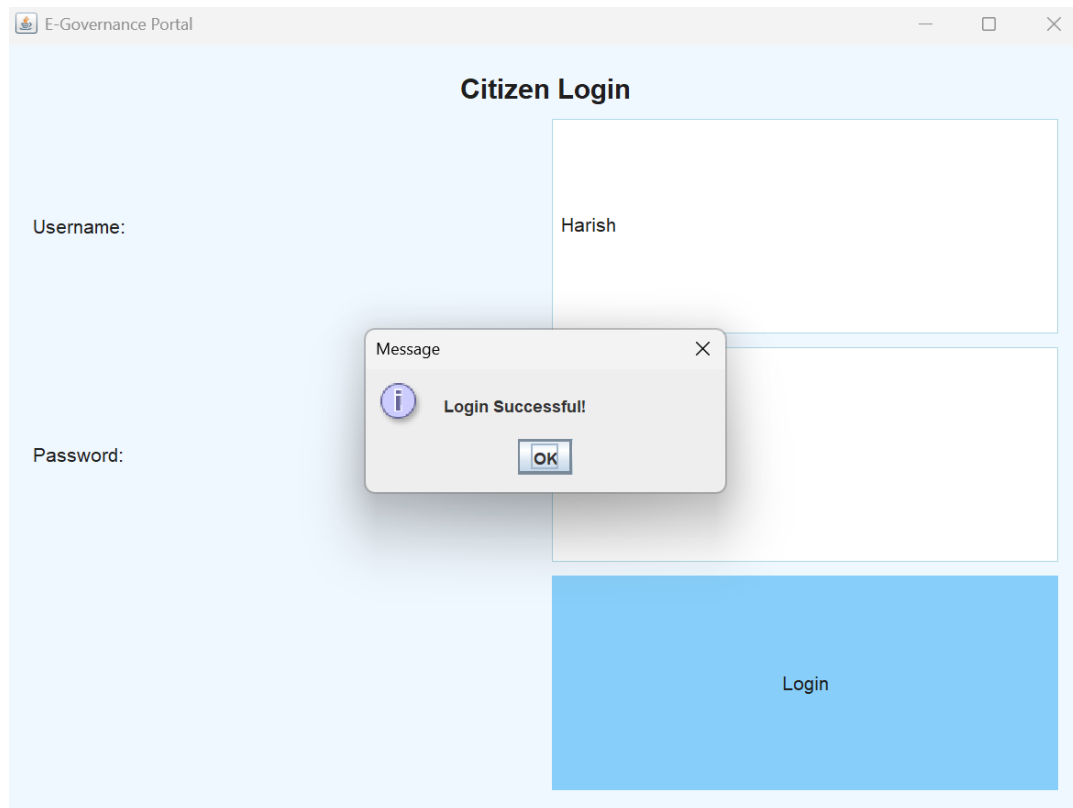 E-Governance Portal
Citizen Login
Username:
Harish
Message
Login Successful!
OK
Password:
Login